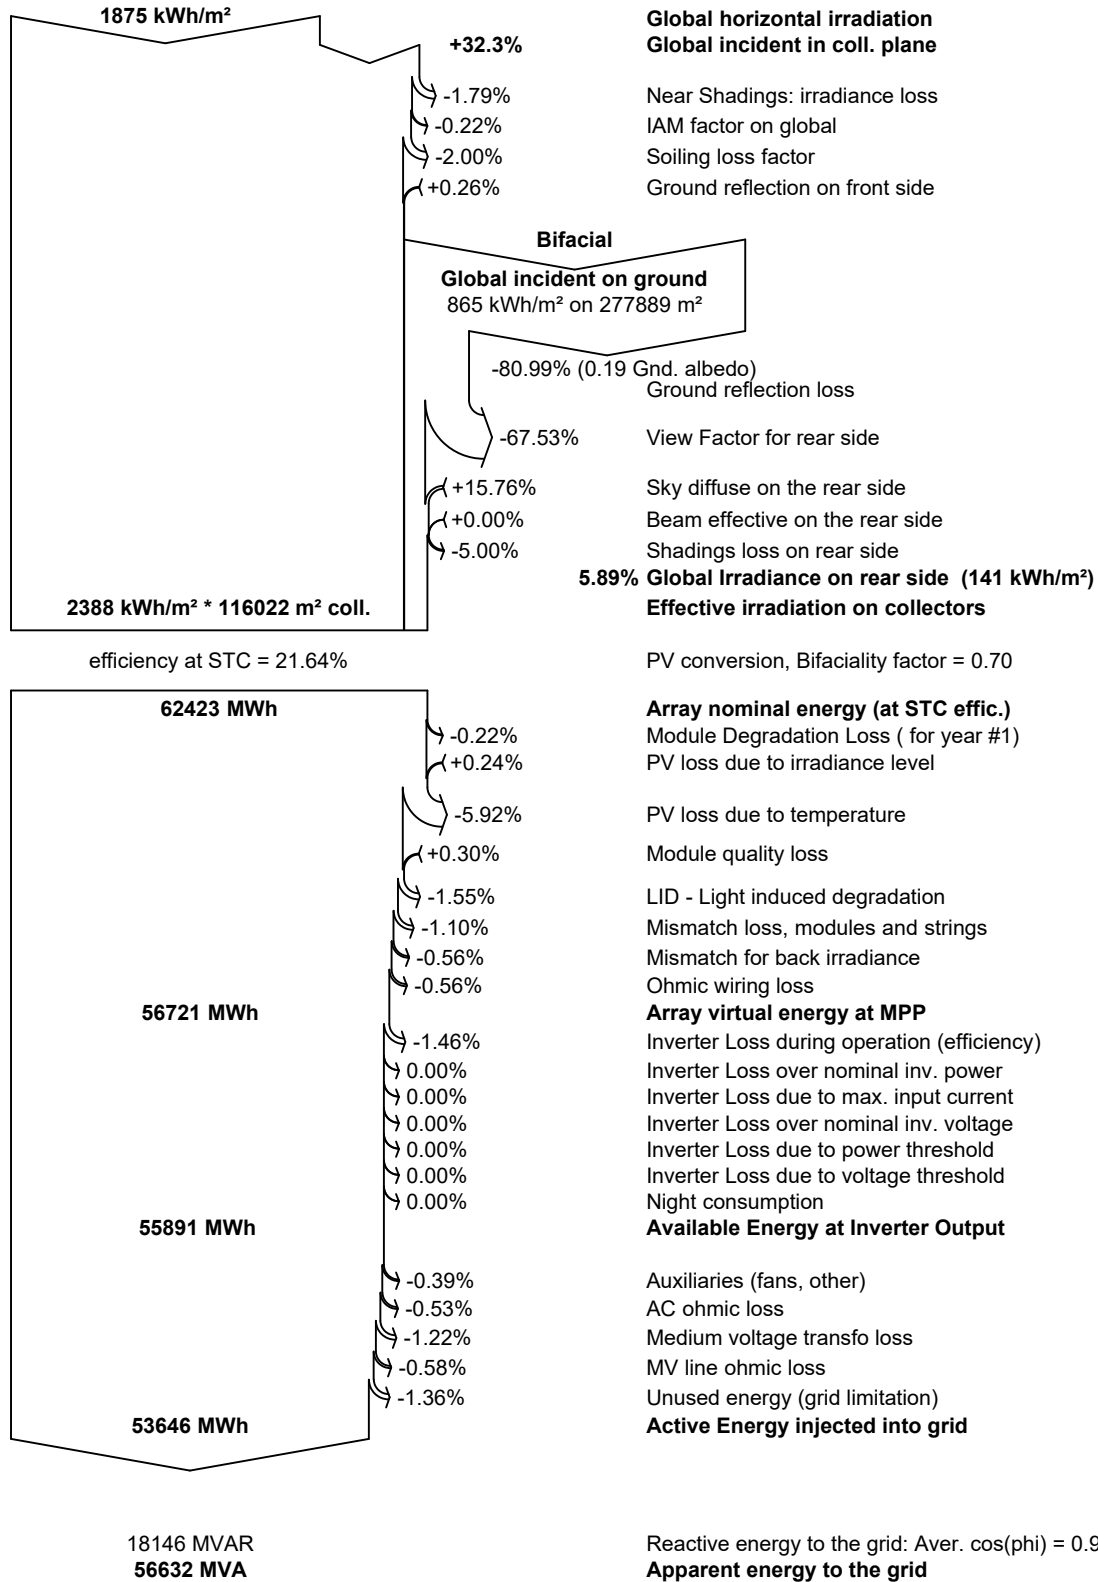 1875 kWh/m² Global horizontal irradiation
+32.3% Global incident in coll. plane
-1.79% Near Shadings: irradiance loss
-0.22% IAM factor on global
-2.00% Soiling loss factor
+0.26% Ground reflection on front side
Bifacial
Global incident on ground
865 kWh/m² on 277889 m²
-80.99% (0.19 Gnd. albedo)
Ground reflection loss
-67.53% View Factor for rear side
+15.76% Sky diffuse on the rear side
+0.00% Beam effective on the rear side
-5.00% Shadings loss on rear side
5.89% Global Irradiance on rear side (141 kWh/m²)
2388 kWh/m² * 116022 m² coll. Effective irradiation on collectors
efficiency at STC = 21.64% PV conversion, Bifaciality factor = 0.70
62423 MWh Array nominal energy (at STC effic.)
-0.22% Module Degradation Loss ( for year #1)
+0.24% PV loss due to irradiance level
-5.92% PV loss due to temperature
+0.30% Module quality loss
-1.55% LID - Light induced degradation
-1.10% Mismatch loss, modules and strings
-0.56% Mismatch for back irradiance
-0.56% Ohmic wiring loss
56721 MWh Array virtual energy at MPP
-1.46% Inverter Loss during operation (efficiency)
0.00% Inverter Loss over nominal inv. power
0.00% Inverter Loss due to max. input current
0.00% Inverter Loss over nominal inv. voltage
0.00% Inverter Loss due to power threshold
0.00% Inverter Loss due to voltage threshold
0.00% Night consumption
55891 MWh Available Energy at Inverter Output
-0.39% Auxiliaries (fans, other)
-0.53% AC ohmic loss
-1.22% Medium voltage transfo loss
-0.58% MV line ohmic loss
-1.36% Unused energy (grid limitation)
53646 MWh Active Energy injected into grid
18146 MVAR Reactive energy to the grid: Aver. cos(phi) = 0.9
56632 MVA Apparent energy to the grid